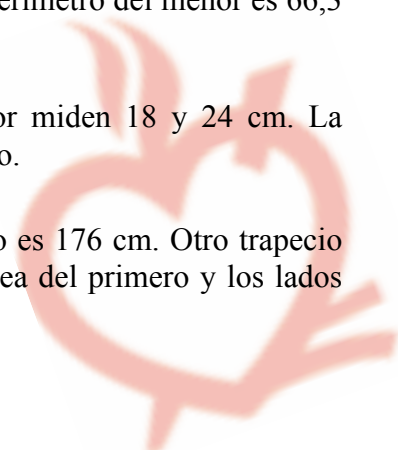 perímetro del menor es 66,5
or miden 18 y 24 cm. La
o.
o es 176 cm. Otro trapecio
ea del primero y los lados